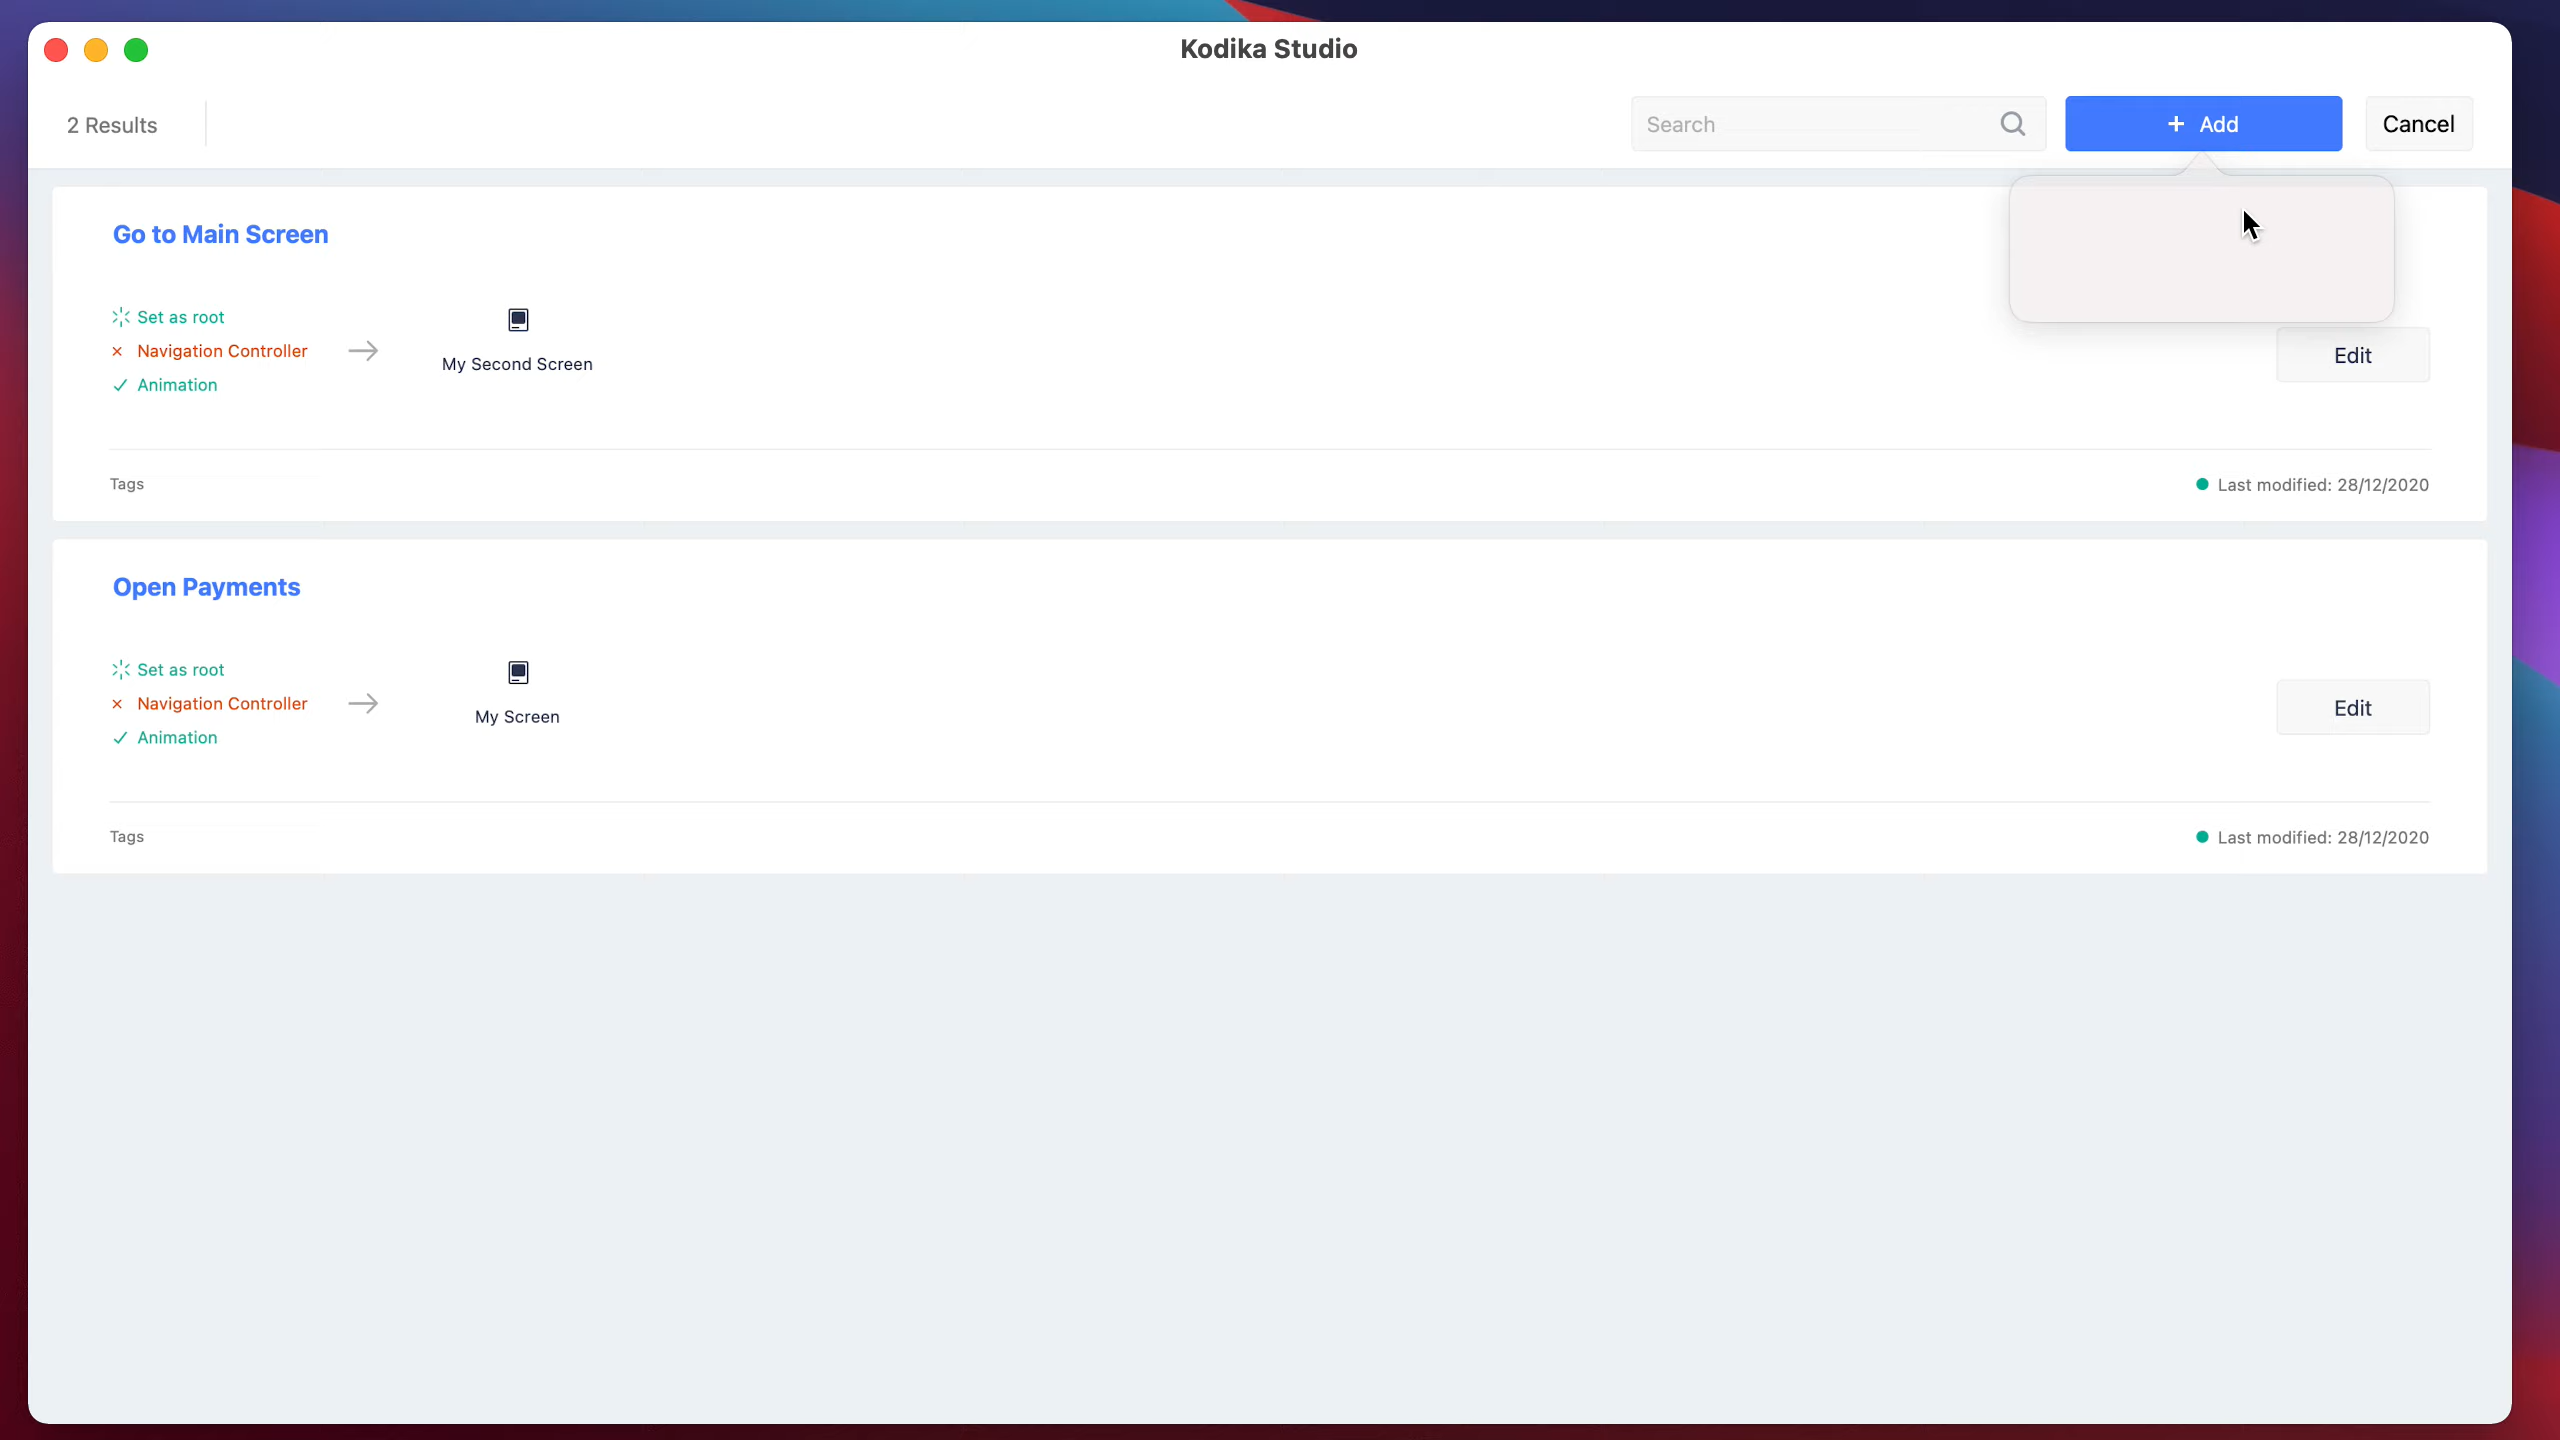 Kodika Studio
2 Results
Search
+ Add
Cancel
Go to Main Screen
Set as root
Navigation Controller
Animation
My Second Screen
Edit
Tags
Last modified: 28/12/2020
Open Payments
Set as root
Navigation Controller
Animation
My Screen
Edit
Tags
Last modified: 28/12/2020